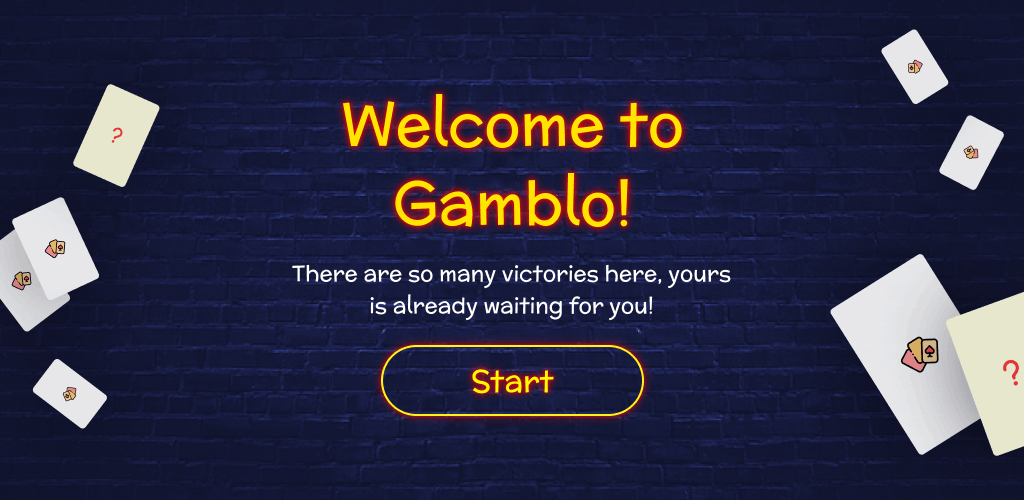 Welcome to
Gamblo!
There are so many victories here, yours
is already waiting for you!
Start
?
?